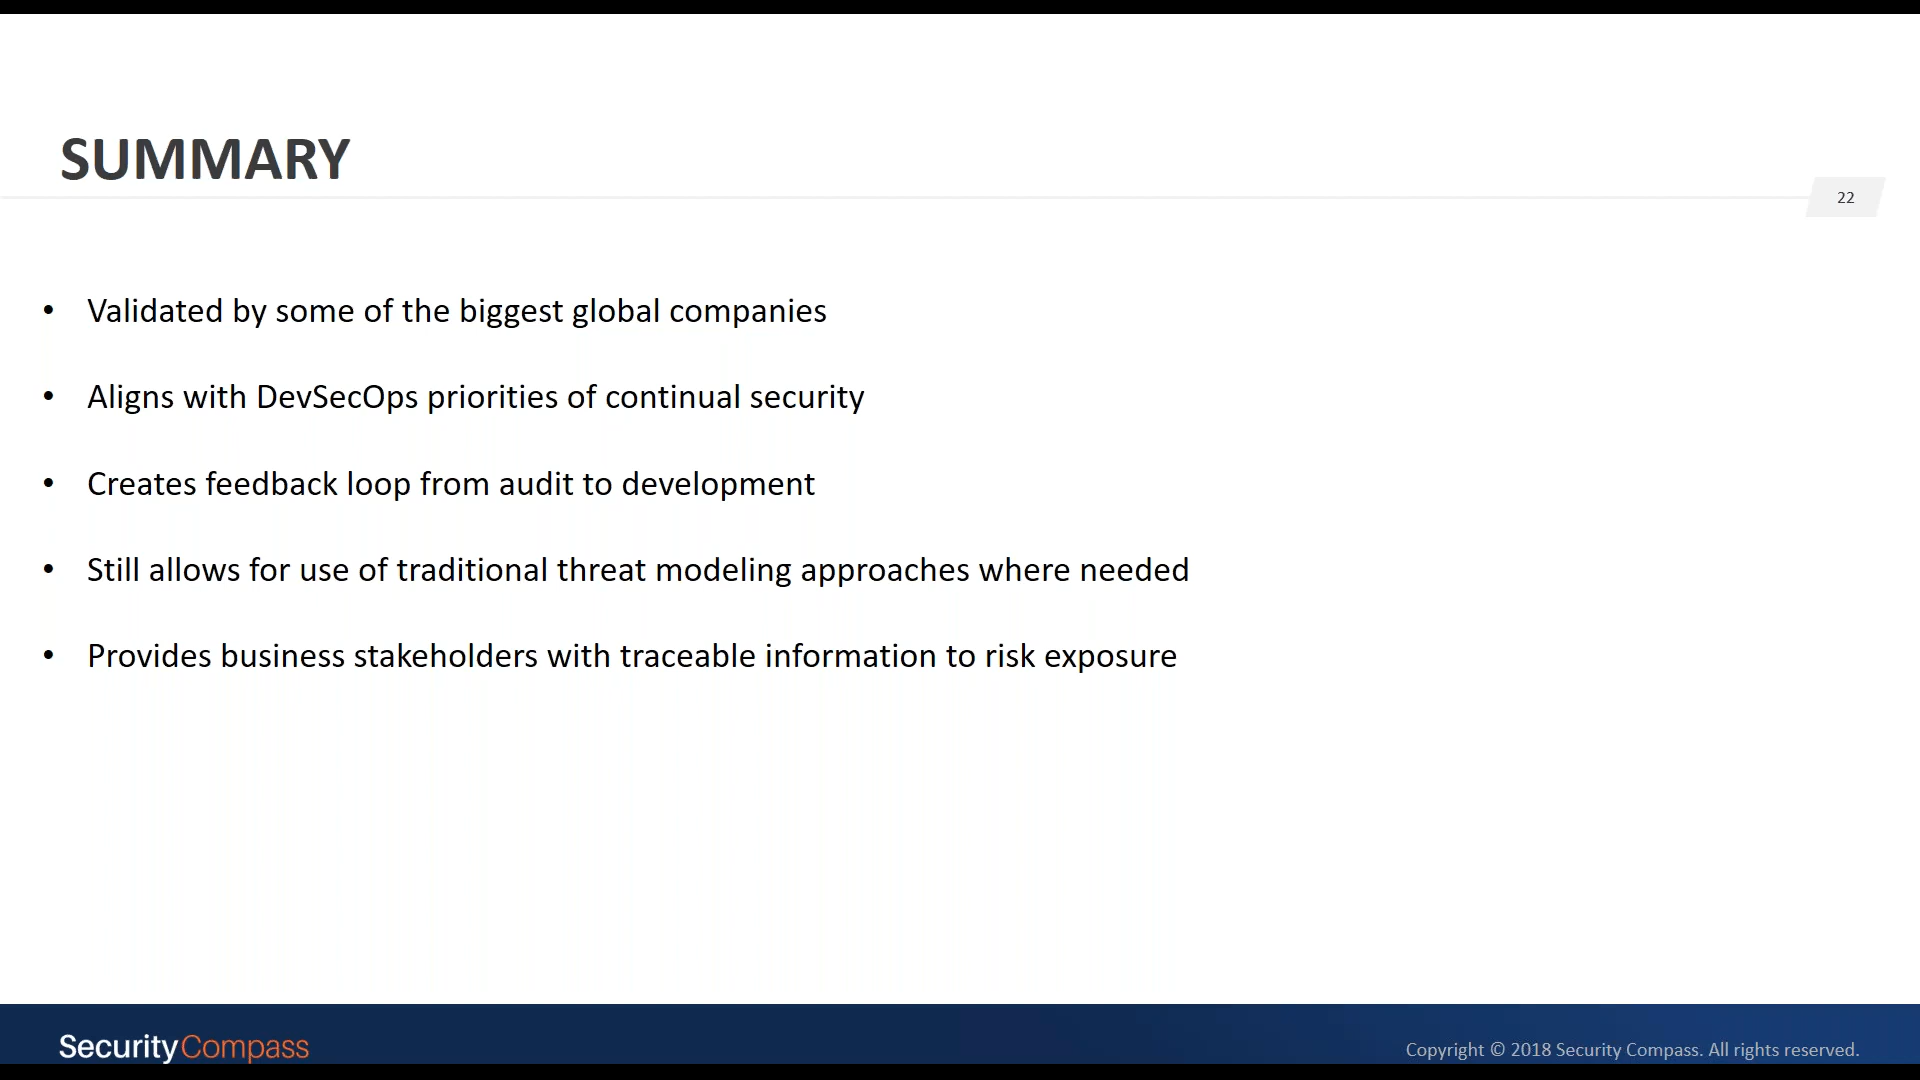 SUMMARY
22
• Validated by some of the biggest global companies
• Aligns with DevSecOps priorities of continual security
• Creates feedback loop from audit to development
• Still allows for use of traditional threat modeling approaches where needed
• Provides business stakeholders with traceable information to risk exposure
SecurityCompass
Copyright © 2018 Security Compass. All rights reserved.